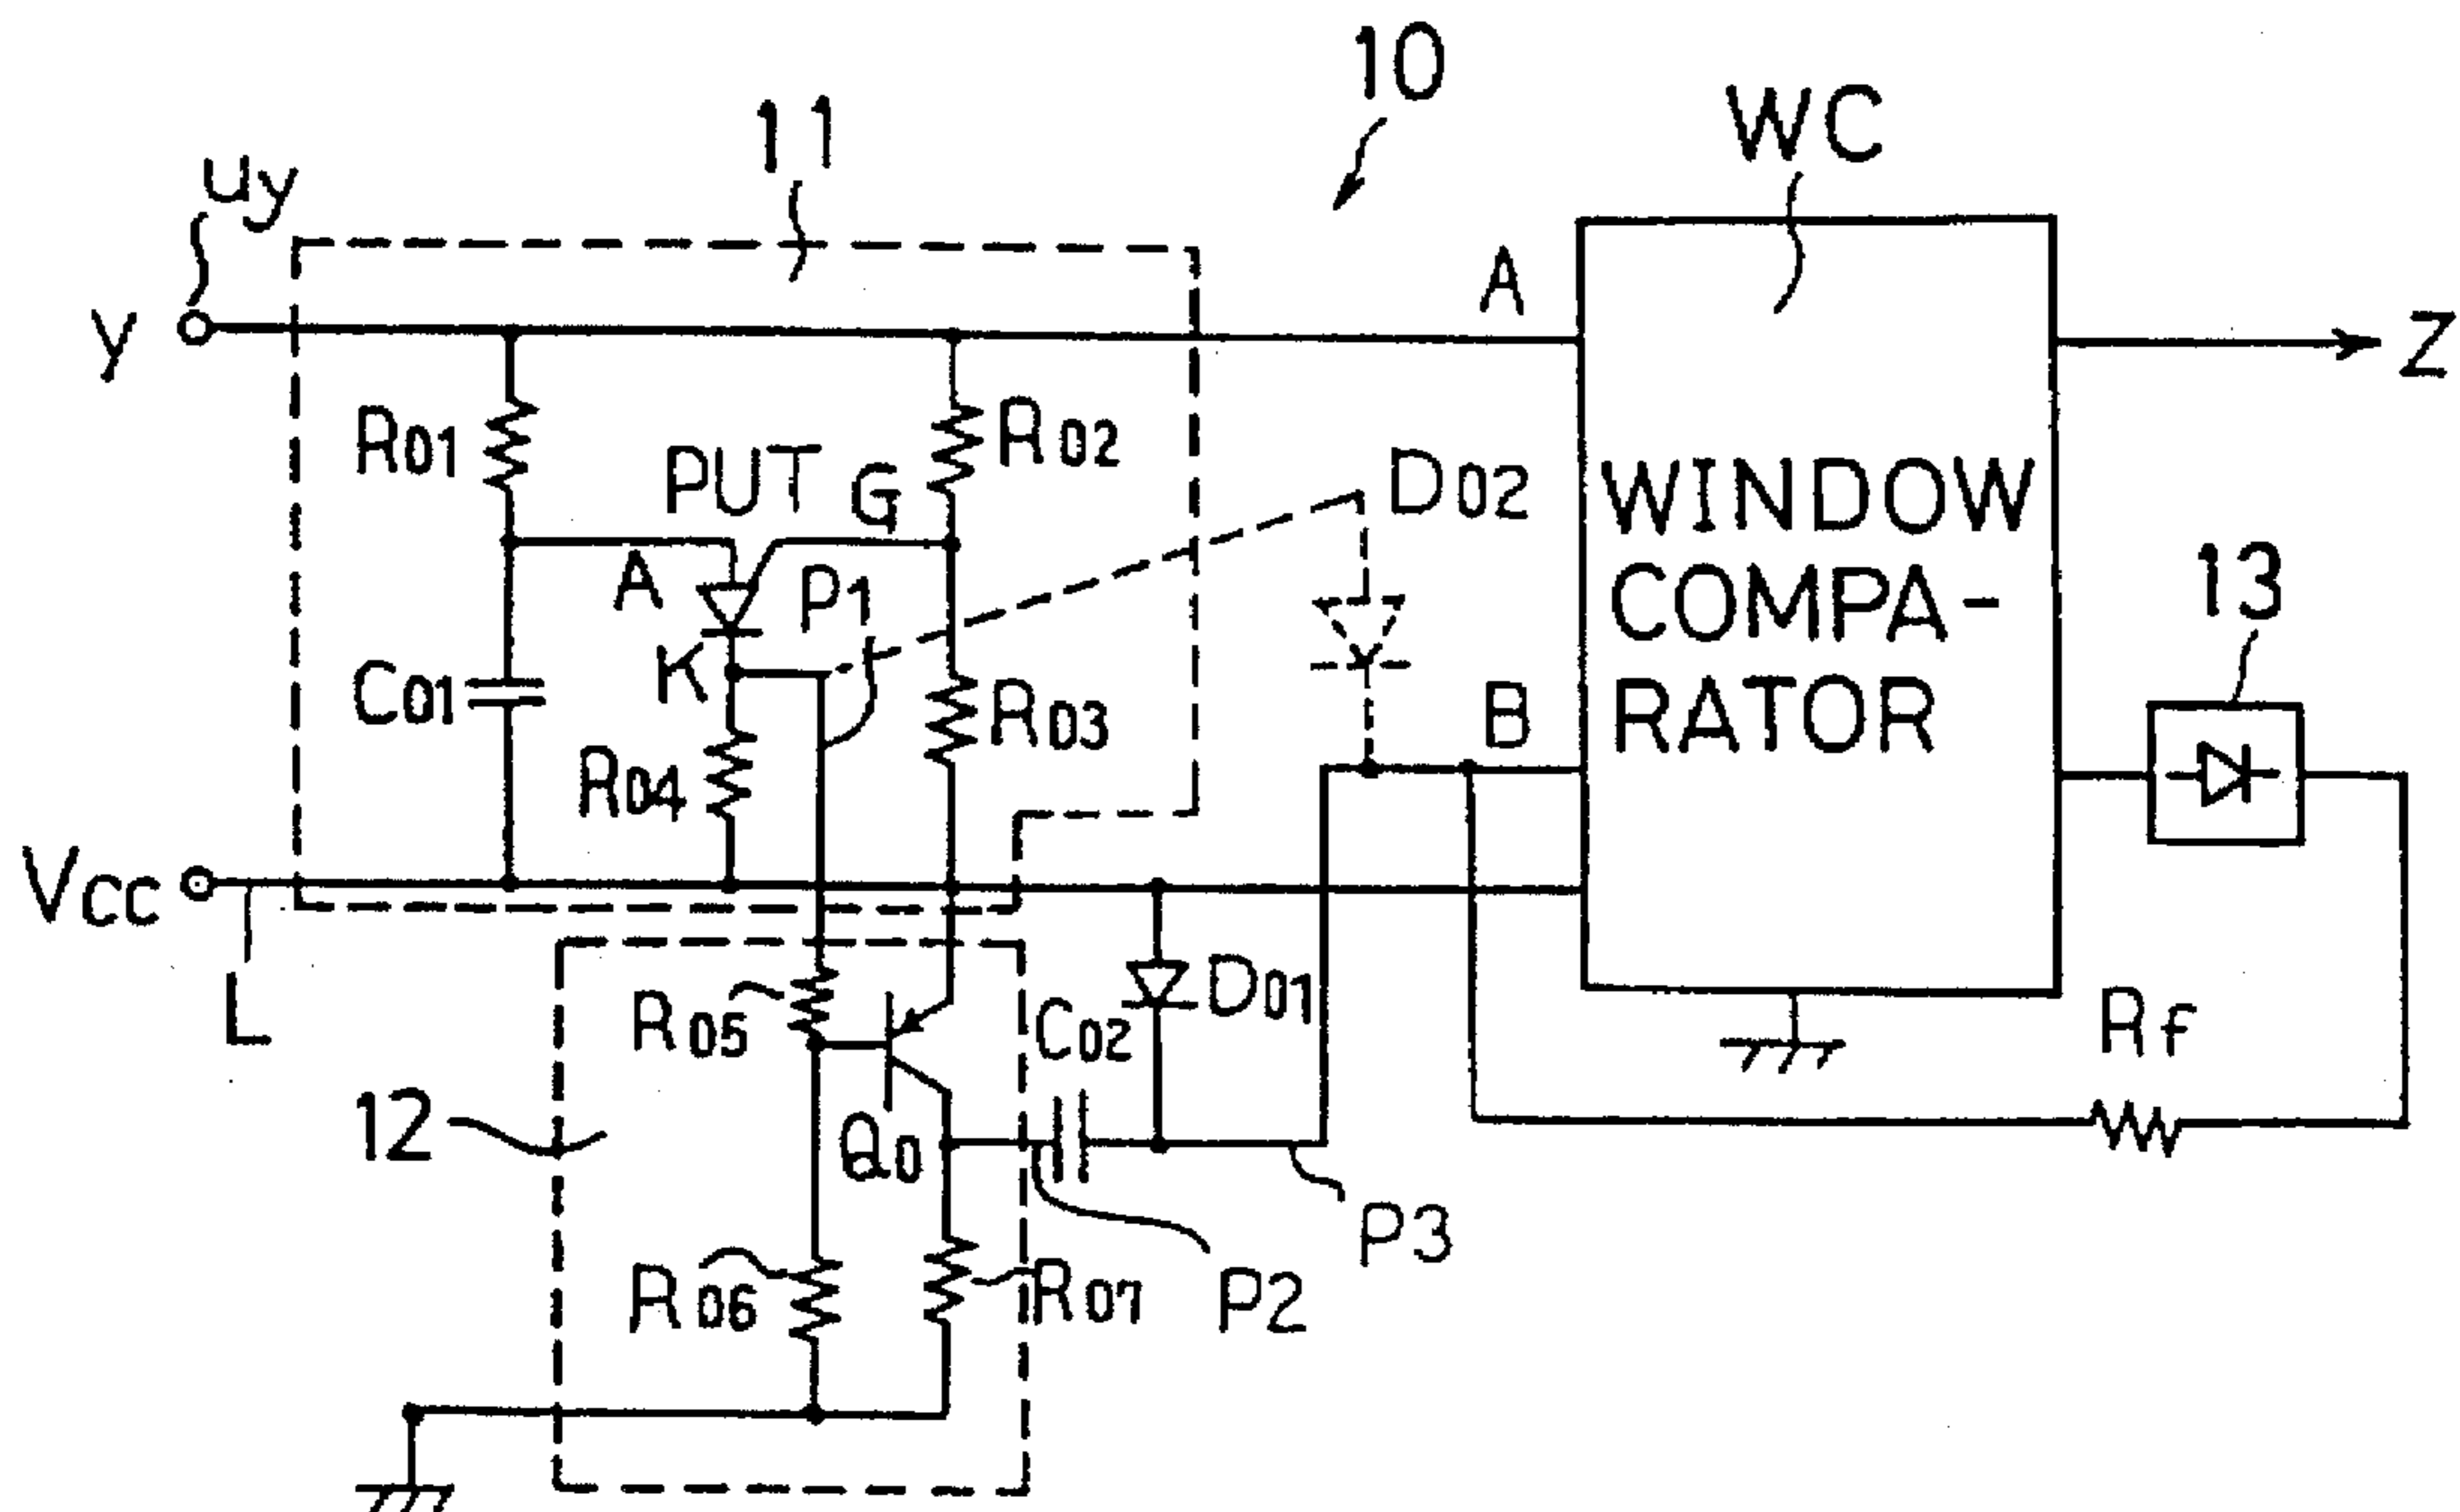 10
WC
11
uy
y
A
Z
R01
R02
PUT
G
D02
WINDOW
COMPA-
RATOR
A
P1
13
K
C01
R03
B
R04
Vcc
L
R05
D01
C02
Rf
12
Q0
P3
R06
R07
P2